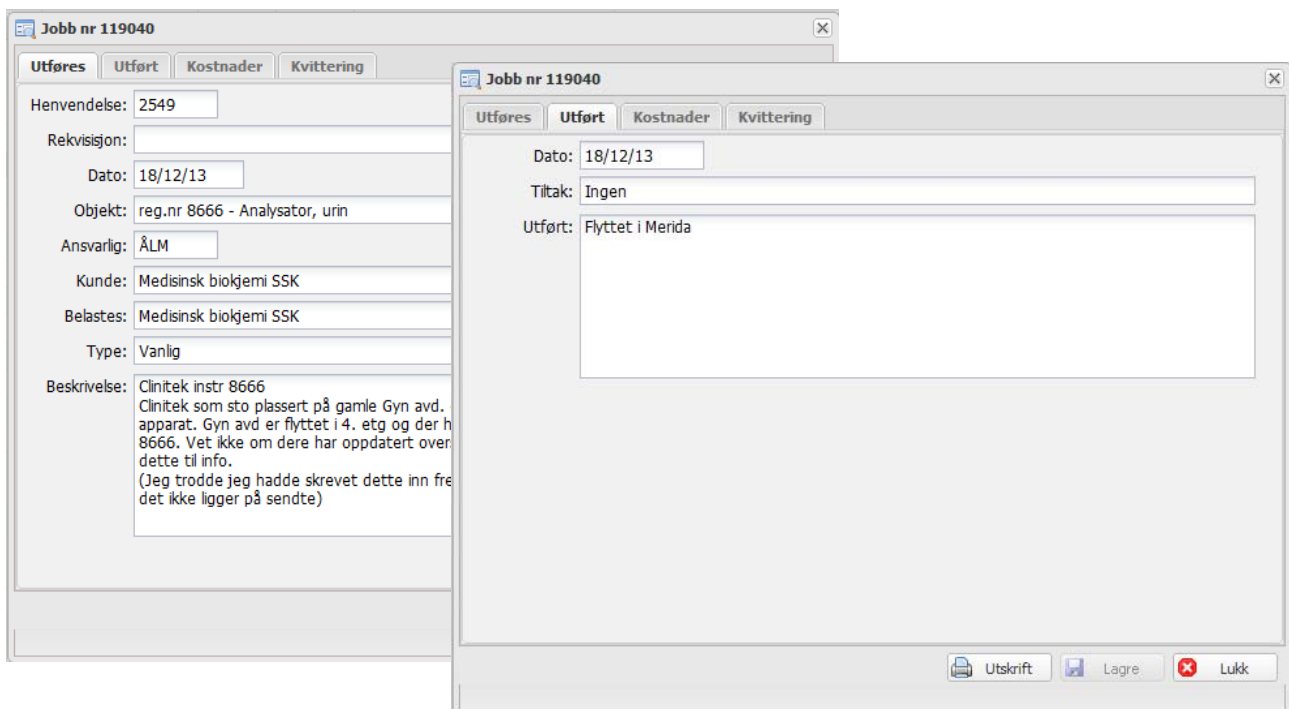 Jobb nr 119040
Utføres Utført Kostnader Kvittering
Henvendelse: 2549
Rekvisisjon:
Dato: 18/12/13
Objekt: reg.nr 8666 - Analysator, urin
Ansvarlig: ÅLM
Kunde: Medisinsk biokjemi SSK
Belastes: Medisinsk biokjemi SSK
Type: Vanlig
Beskrivelse: Clinitek instr 8666
Clinitek som sto plassert på gamle Gyn avd.
apparat. Gyn avd er flyttet i 4. etg og der h
8666. Vet ikke om dere har oppdatert over
dette til info.
(Jeg trodde jeg hadde skrevet dette inn fre
det ikke ligger på sendte)
Jobb nr 119040
Utføres Utført Kostnader Kvittering
Dato: 18/12/13
Tiltak: Ingen
Utført: Flyttet i Merida
Utskrift Lagre Lukk